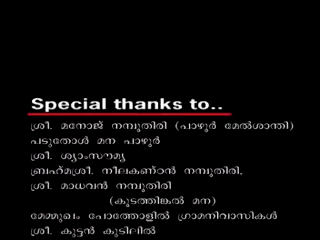 Special thanks to..
ശ്രീ. മനോജ് നമ്പൂതിരി (പാഴൂർ മേൽശാന്തി)
പടുതോൾ മന പാഴൂർ
ശ്രീ. ശ്യാംസൗമ്യ
ബ്രഹ്മശ്രീ. നീലകണ്ഠൻ നമ്പൂതിരി,
ശ്രീ. മാധവൻ നമ്പൂതിരി
(കുടത്തിങ്കൽ മന)
മേമ്മുഖം പോത്തോളിൽ ഗ്രാമനിവാസികൾ
ശ്രീ. കുട്ടൻ കൂടിലിൽ